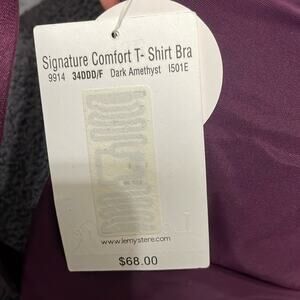 Signature Comfort T- Shirt Bra
9914 34DDD/F Dark Amethyst I501E
www.lemystere.com
$68.00